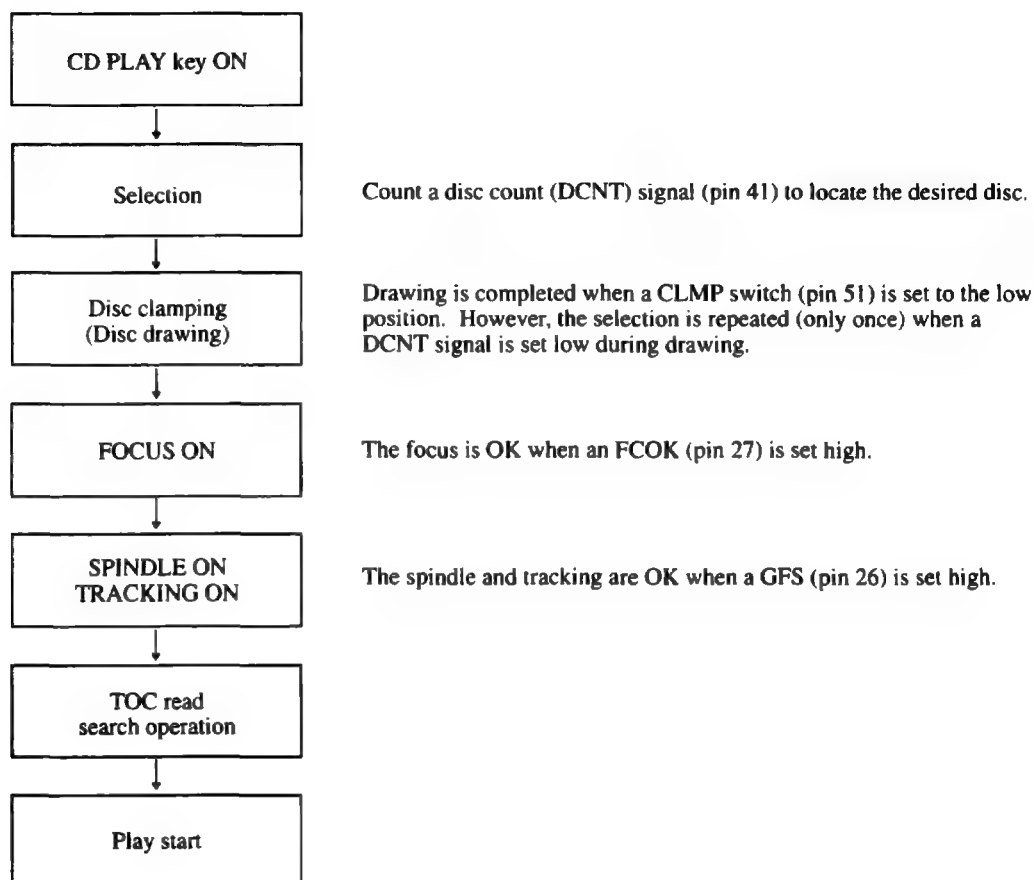 CD PLAY key ON
Selection
Count a disc count (DCNT) signal (pin 41) to locate the desired disc.
Disc clamping
(Disc drawing)
Drawing is completed when a CLMP switch (pin 51) is set to the low
position. However, the selection is repeated (only once) when a
DCNT signal is set low during drawing.
FOCUS ON
The focus is OK when an FCOK (pin 27) is set high.
SPINDLE ON
TRACKING ON
The spindle and tracking are OK when a GFS (pin 26) is set high.
TOC read
search operation
Play start